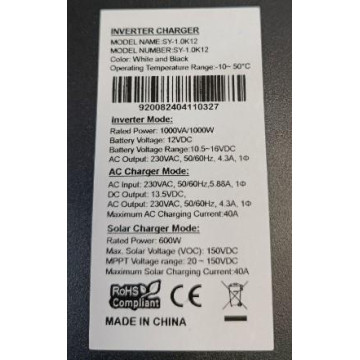 INVERTER CHARGER
MODEL NAME:SY-1.0K12
MODEL NUMBER:SY-1.0K12
Color: White and Black
Operating Temperature Range:-10~ 50°C
920082404110327
Inverter Mode:
Rated Power: 1000VA/1000W
Battery Voltage: 12VDC
Battery Voltage Range:10.5~16VDC
AC Output: 230VAC, 50/60Hz, 4.3A, 1Φ
AC Charger Mode:
AC Input: 230VAC, 50/60Hz,5.88A, 1Φ
DC Output: 13.5VDC,
AC Output: 230VAC, 50/60Hz, 4.3A, 1Φ
Maximum AC Charging Current:40A
Solar Charger Mode:
Rated Power: 600W
Max. Solar Voltage (VOC): 150VDC
MPPT Voltage range: 20 ~ 150VDC
Maximum Solar Charging Current:40A
RoHS
Compliant
CE
MADE IN CHINA